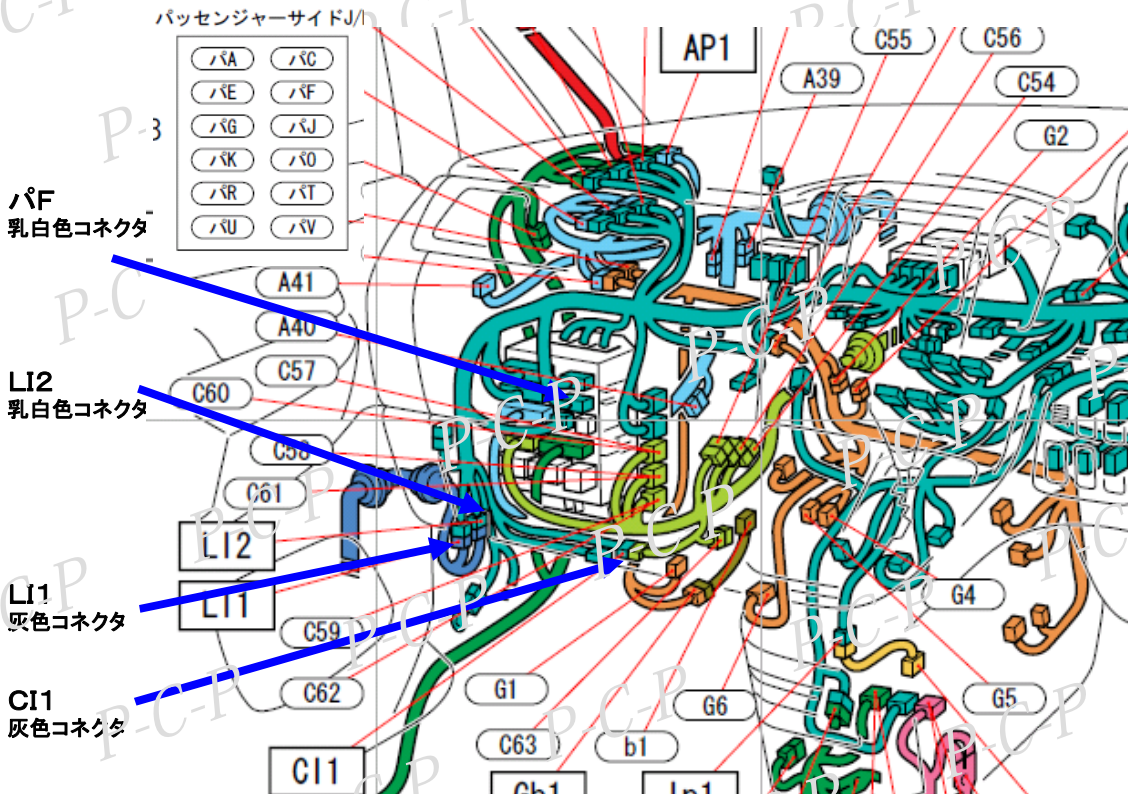 パッセンジャーサイドJ/
AP1
C55
C56
パA
パC
A39
C54
パE
パF
パG
パJ
G2
パK
パO
パR
パT
パF
乳白色コネクタ
パU
パV
A41
A40
C57
LI2
乳白色コネクタ
C60
C58
C61
LI2
LI1
灰色コネクタ
LI1
G4
C59
CI1
灰色コネクタ
C62
G1
G6
G5
C63
b1
CI1
Gb1
P-C-P
P-C-P
P-C-P
P-C-P
P-C-P
P-C-P
P-C-P
P-C-P
P-C-P
P-C-P
P-C-P